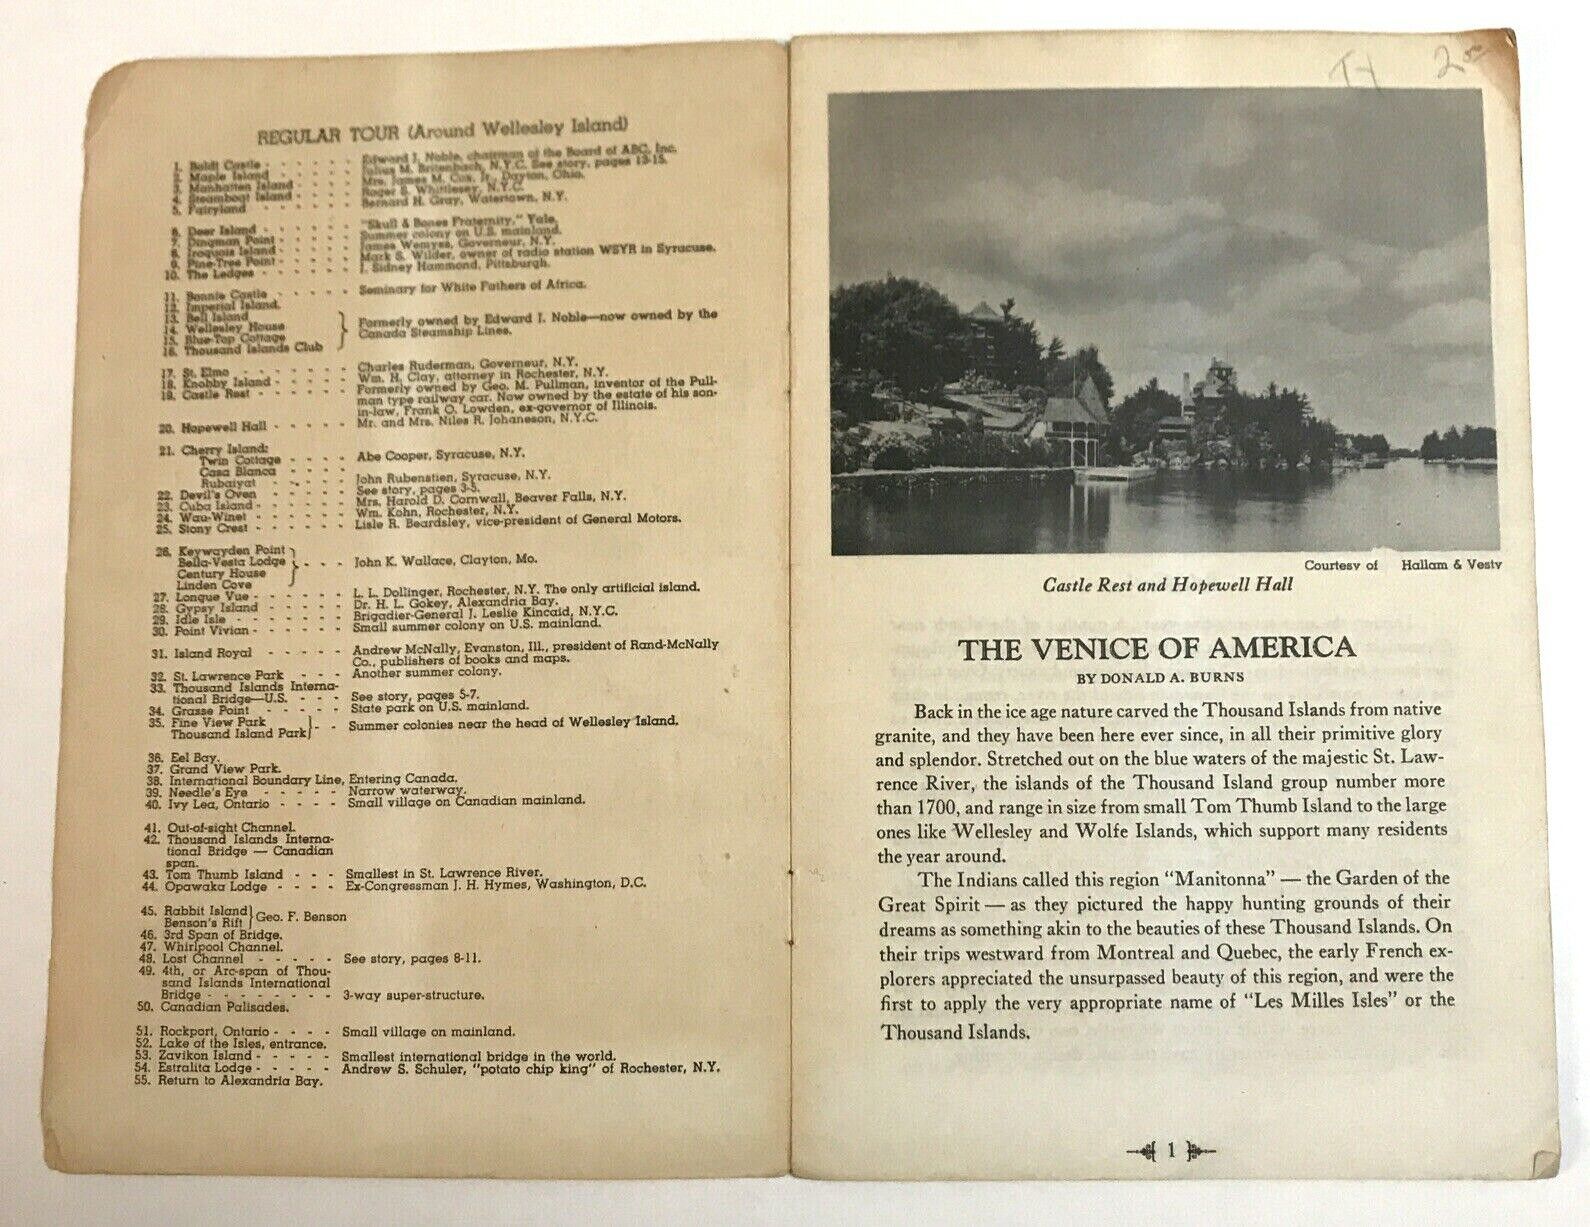 REGULAR TOUR (Around Wellesley Island)
1. Boldt Castle - - - - - - Edward J. Noble, chairman of the Board of ABC, Inc.
2. Maple Island - - - - - Julius M. Breitenbach, N.Y.C. See story, pages 13-15.
3. Manhatten Island - - - - Mrs. James M. Cox, Jr., Dayton, Ohio.
4. Steamboat Island - - - - Roger S. Whittlesey, N.Y.C.
5. Fairyland - - - - - - Bernard H. Gray, Watertown, N.Y.
6. Deer Island - - - - - - "Skull & Bones Fraternity," Yale.
7. Dingman Point - - - - - Summer colony on U.S. mainland.
8. Iroquois Island - - - - - James Wemyss, Governeur, N.Y.
9. Pine-Tree Point - - - - - Mark S. Wilder, owner of radio station WSYR in Syracuse.
10. The Ledges - - - - - - I. Sidney Hammond, Pittsburgh.
11. Bonnie Castle - - - - - Seminary for White Fathers of Africa.
12. Imperial Island.
13. Bell Island
14. Wellesley House
15. Blue-Top Cottage
16. Thousand Islands Club
Formerly owned by Edward J. Noble—now owned by the
Canada Steamship Lines.
17. St. Elmo - - - - - - Charles Ruderman, Governeur, N.Y.
18. Knobby Island - - - - - Wm. H. Clay, attorney in Rochester, N.Y.
19. Castle Rest - - - - - - Formerly owned by Geo. M. Pullman, inventor of the Pull-
man type railway car. Now owned by the estate of his son-
in-law, Frank O. Lowden, ex-governor of Illinois.
20. Hopewell Hall - - - - - Mr. and Mrs. Niles R. Johaneson, N.Y.C.
21. Cherry Island:
Twin Cottage - - - - Abe Cooper, Syracuse, N.Y.
Casa Blanca - - - - -
Rubaiyat - - - - - John Rubenstien, Syracuse, N.Y.
22. Devil's Oven - - - - - See story, pages 3-5.
23. Cuba Island - - - - - - Mrs. Harold D. Cornwall, Beaver Falls, N.Y.
24. Wau-Winet - - - - - - Wm. Kohn, Rochester, N.Y.
25. Stony Crest - - - - - - Lisle R. Beardsley, vice-president of General Motors.
26. Keywayden Point
Bella-Vesta Lodge
Century House
Linden Cove
- - - John K. Wallace, Clayton, Mo.
27. Longue Vue - - - - - - L. L. Dollinger, Rochester, N.Y. The only artificial island.
28. Gypsy Island - - - - - Dr. H. L. Gokey, Alexandria Bay.
29. Idle Isle - - - - - - - Brigadier-General J. Leslie Kincaid, N.Y.C.
30. Point Vivian - - - - - - Small summer colony on U.S. mainland.
31. Island Royal - - - - - Andrew McNally, Evanston, Ill., president of Rand-McNally
Co., publishers of books and maps.
32. St. Lawrence Park - - - Another summer colony.
33. Thousand Islands Interna-
tional Bridge—U.S. - - - See story, pages 5-7.
34. Grasse Point - - - - - State park on U.S. mainland.
35. Fine View Park
Thousand Island Park
- - Summer colonies near the head of Wellesley Island.
36. Eel Bay.
37. Grand View Park.
38. International Boundary Line, Entering Canada.
39. Needle's Eye - - - - - Narrow waterway.
40. Ivy Lea, Ontario - - - - Small village on Canadian mainland.
41. Out-of-sight Channel.
42. Thousand Islands Interna-
tional Bridge — Canadian
span.
43. Tom Thumb Island - - - Smallest in St. Lawrence River.
44. Opawaka Lodge - - - - Ex-Congressman J. H. Hymes, Washington, D.C.
45. Rabbit Island
Benson's Rift
Geo. F. Benson
46. 3rd Span of Bridge.
47. Whirlpool Channel.
48. Lost Channel - - - - - See story, pages 8-11.
49. 4th, or Arc-span of Thou-
sand Islands International
Bridge - - - - - - - - 3-way super-structure.
50. Canadian Palisades.
51. Rockport, Ontario - - - - Small village on mainland.
52. Lake of the Isles, entrance.
53. Zavikon Island - - - - - Smallest international bridge in the world.
54. Estralita Lodge - - - - - Andrew S. Schuler, "potato chip king" of Rochester, N.Y.
55. Return to Alexandria Bay.
Courtesy of Hallam & Vesty
Castle Rest and Hopewell Hall
THE VENICE OF AMERICA
BY DONALD A. BURNS
Back in the ice age nature carved the Thousand Islands from native
granite, and they have been here ever since, in all their primitive glory
and splendor. Stretched out on the blue waters of the majestic St. Law-
rence River, the islands of the Thousand Island group number more
than 1700, and range in size from small Tom Thumb Island to the large
ones like Wellesley and Wolfe Islands, which support many residents
the year around.
The Indians called this region "Manitonna" — the Garden of the
Great Spirit — as they pictured the happy hunting grounds of their
dreams as something akin to the beauties of these Thousand Islands. On
their trips westward from Montreal and Quebec, the early French ex-
plorers appreciated the unsurpassed beauty of this region, and were the
first to apply the very appropriate name of "Les Milles Isles" or the
Thousand Islands.
1